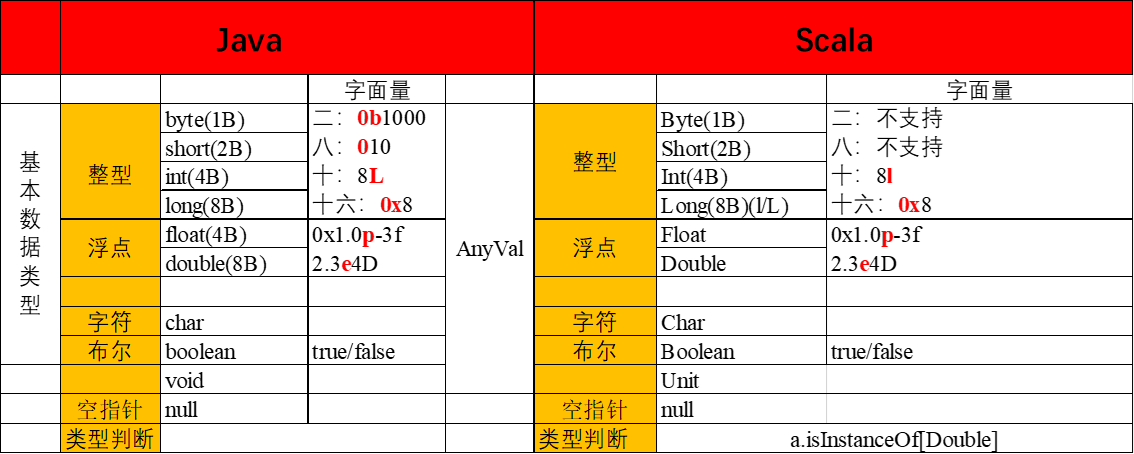 Java Scala
字面量 字面量
基本数据类型 整型 byte(1B) 二：0b1000 AnyVal 整型 Byte(1B) 二：不支持
short(2B) 八：010 Short(2B) 八：不支持
int(4B) 十：8L Int(4B) 十：8l
long(8B) 十六：0x8 Long(8B)(l/L) 十六：0x8
浮点 float(4B) 0x1.0p-3f 浮点 Float 0x1.0p-3f
double(8B) 2.3e4D Double 2.3e4D
字符 char 字符 Char
布尔 boolean true/false 布尔 Boolean true/false
void Unit
空指针 null 空指针 null
类型判断 类型判断 a.isInstanceOf[Double]